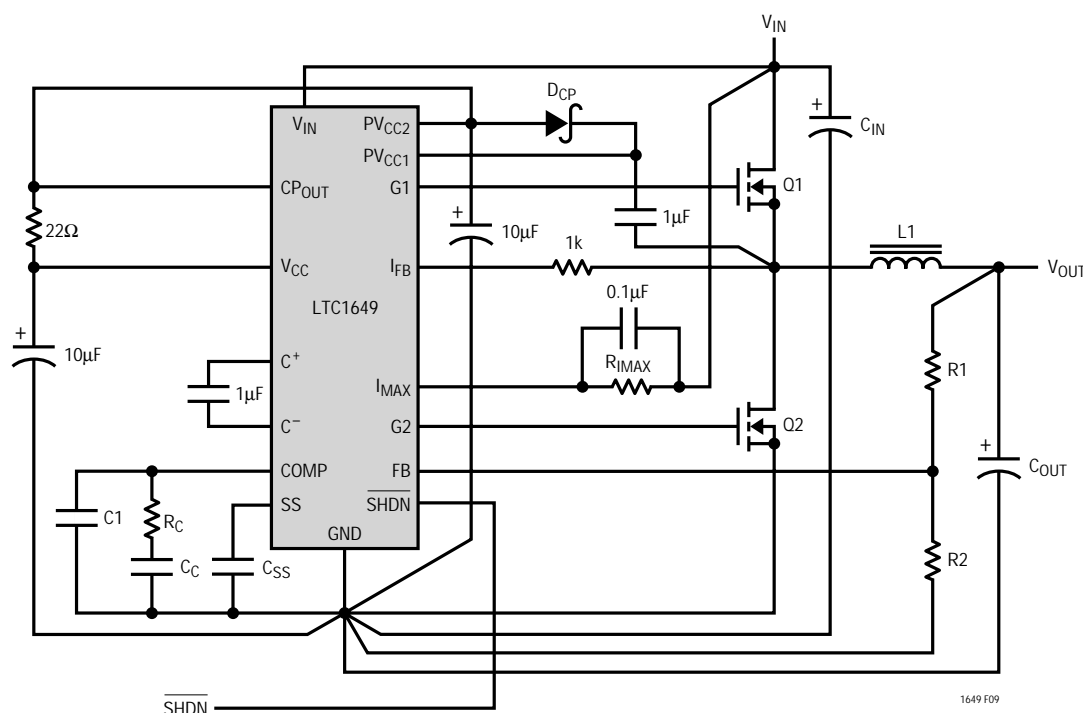 VIN
DCP
VIN
PVCC2
PVCC1
+
CIN
CPOUT
G1
Q1
+
22Ω
10µF
1µF
1k
L1
VCC
IFB
VOUT
LTC1649
0.1µF
+
10µF
C+
RIMAX
R1
1µF
IMAX
C–
G2
Q2
+
COUT
COMP
FB
C1
RC
SS
SHDN
GND
R2
CC
CSS
SHDN
1649 F09